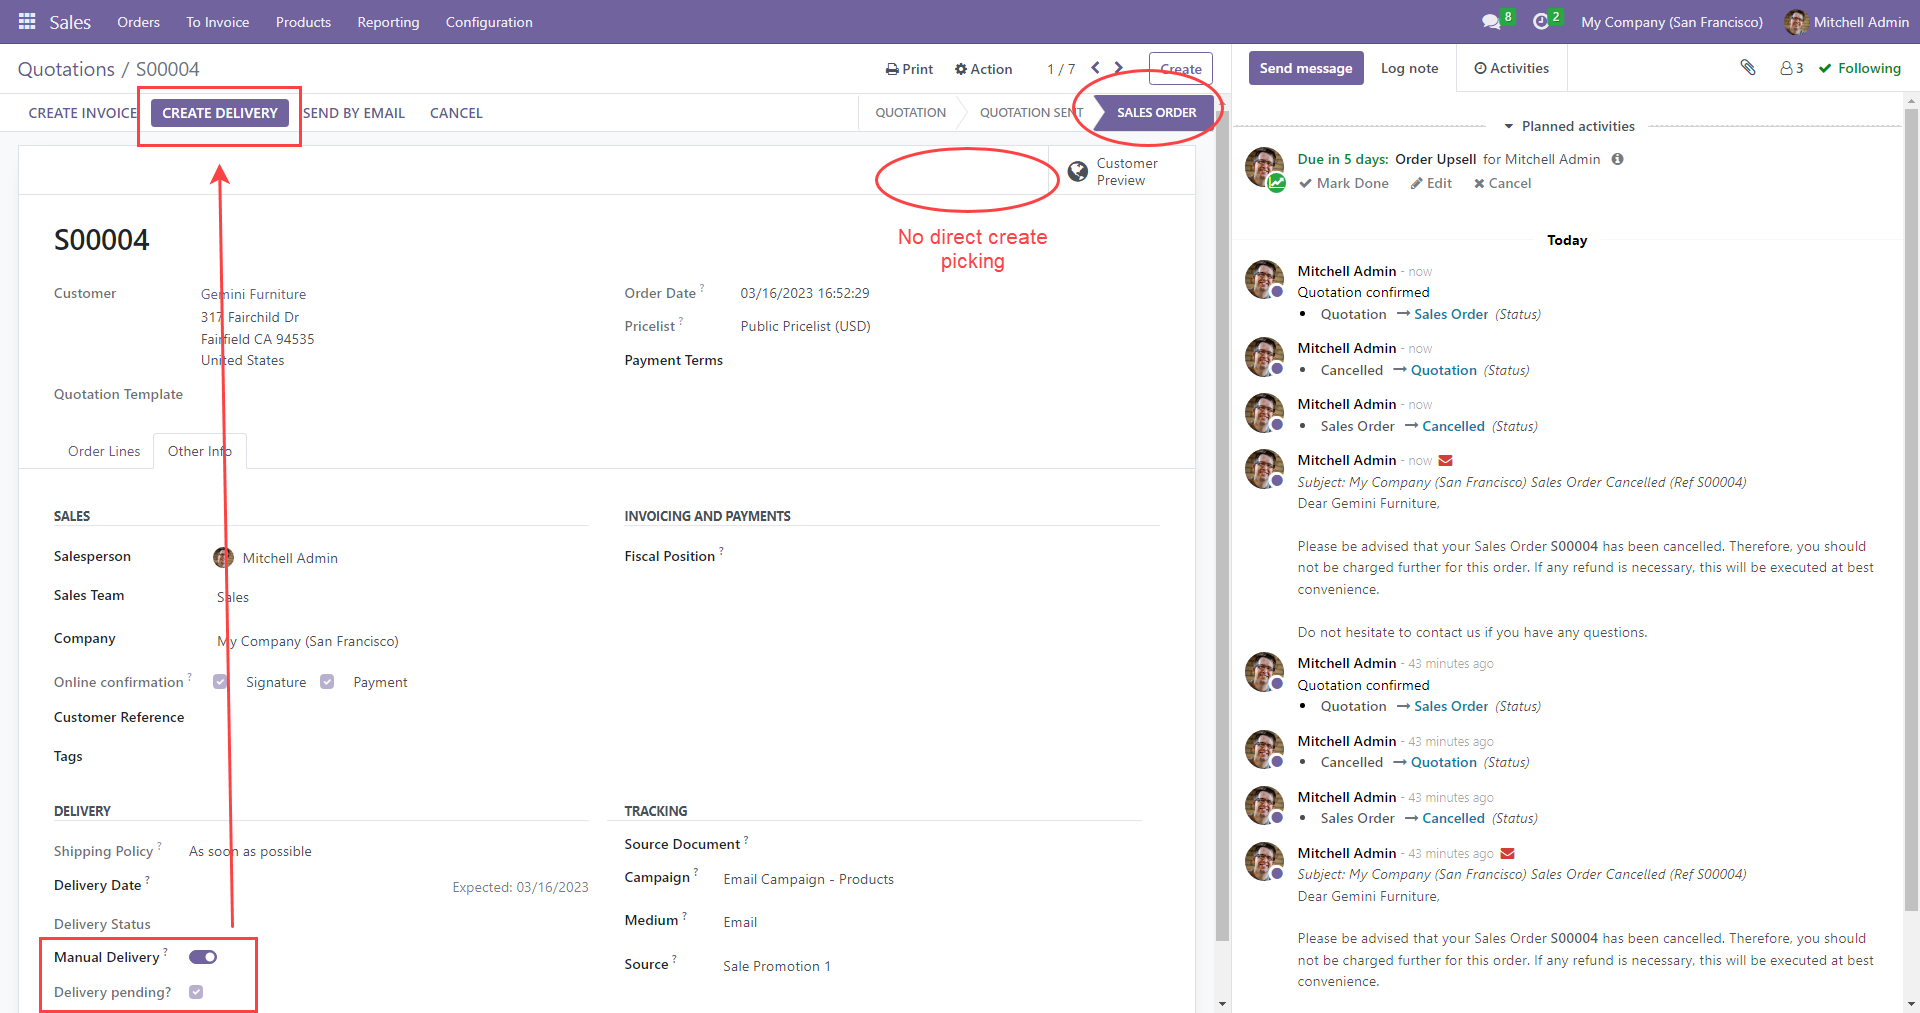 Sales Orders To Invoice Products Reporting Configuration 8 2 My Company (San Francisco) Mitchell Admin
Quotations / S00004
Print Action 1 / 7 Create
CREATE INVOICE CREATE DELIVERY SEND BY EMAIL CANCEL
QUOTATION QUOTATION SENT SALES ORDER
Customer
Preview
No direct create
picking
S00004
Customer Gemini Furniture
317 Fairchild Dr
Fairfield CA 94535
United States
Quotation Template
Order Date ? 03/16/2023 16:52:29
Pricelist ? Public Pricelist (USD)
Payment Terms
Order Lines Other Info
SALES
Salesperson Mitchell Admin
Sales Team Sales
Company My Company (San Francisco)
Online confirmation ? Signature Payment
Customer Reference
Tags
INVOICING AND PAYMENTS
Fiscal Position ?
DELIVERY
Shipping Policy ? As soon as possible
Delivery Date ? Expected: 03/16/2023
Delivery Status
Manual Delivery ?
Delivery pending?
TRACKING
Source Document ?
Campaign ? Email Campaign - Products
Medium ? Email
Source ? Sale Promotion 1
Send message Log note Activities 3 Following
Planned activities
Due in 5 days: Order Upsell for Mitchell Admin
Mark Done Edit Cancel
Today
Mitchell Admin - now
Quotation confirmed
• Quotation → Sales Order (Status)
Mitchell Admin - now
• Cancelled → Quotation (Status)
Mitchell Admin - now
• Sales Order → Cancelled (Status)
Mitchell Admin - now
Subject: My Company (San Francisco) Sales Order Cancelled (Ref S00004)
Dear Gemini Furniture,
Please be advised that your Sales Order S00004 has been cancelled. Therefore, you should
not be charged further for this order. If any refund is necessary, this will be executed at best
convenience.
Do not hesitate to contact us if you have any questions.
Mitchell Admin - 43 minutes ago
Quotation confirmed
• Quotation → Sales Order (Status)
Mitchell Admin - 43 minutes ago
• Cancelled → Quotation (Status)
Mitchell Admin - 43 minutes ago
• Sales Order → Cancelled (Status)
Mitchell Admin - 43 minutes ago
Subject: My Company (San Francisco) Sales Order Cancelled (Ref S00004)
Dear Gemini Furniture,
Please be advised that your Sales Order S00004 has been cancelled. Therefore, you should
not be charged further for this order. If any refund is necessary, this will be executed at best
convenience.